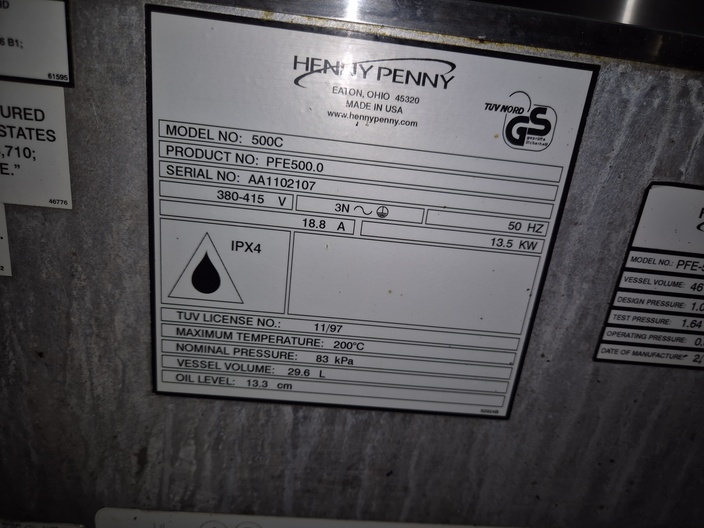 6 B1;
61595
URED
STATES
,710;
E."
46776
HENNY PENNY
EATON, OHIO 45320
MADE IN USA
www.hennypenny.com
TUV NORD
GS
geprüfte
Sicherheit
MODEL NO: 500C
PRODUCT NO: PFE500.0
SERIAL NO: AA1102107
380-415 V 3N 50 HZ
18.8 A 13.5 KW
IPX4
TUV LICENSE NO.: 11/97
MAXIMUM TEMPERATURE: 200°C
NOMINAL PRESSURE: 83 kPa
VESSEL VOLUME: 29.6 L
OIL LEVEL: 13.3 cm
MODEL NO.: PFE-
VESSEL VOLUME: 46
DESIGN PRESSURE: 1.0
TEST PRESSURE: 1.64
OPERATING PRESSURE: 0.
DATE OF MANUFACTURE: 2/